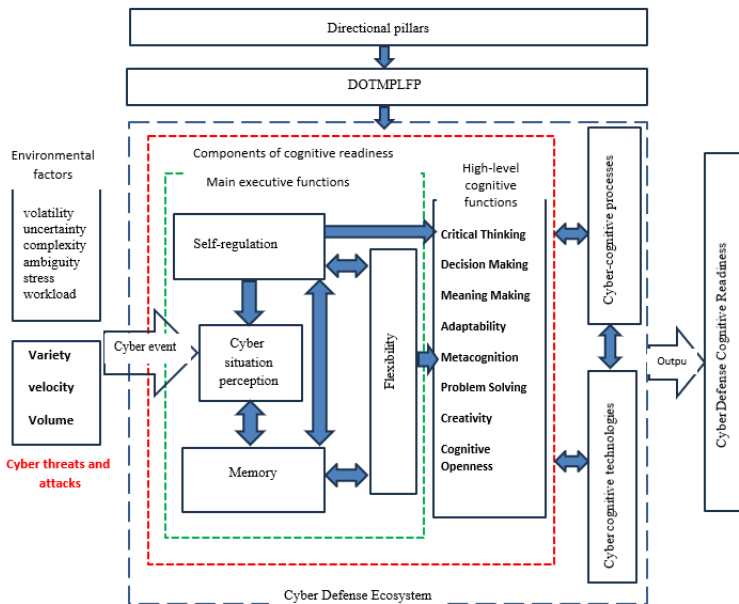 Directional pillars
DOTMPLFP
Environmental
factors
volatility
uncertainty
complexity
ambiguity
stress
workload
Variety
velocity
Volume
Cyber threats and
attacks
Cyber event
Components of cognitive readiness
Main executive functions
Self-regulation
Cyber
situation
perception
Memory
Flexibility
High-level
cognitive
functions
Critical Thinking
Decision Making
Meaning Making
Adaptability
Metacognition
Problem Solving
Creativity
Cognitive
Openness
Cyber-cognitive processes
Cyber cognitive technologies
Outpu
Cyber Defense Cognitive Readiness
Cyber Defense Ecosystem